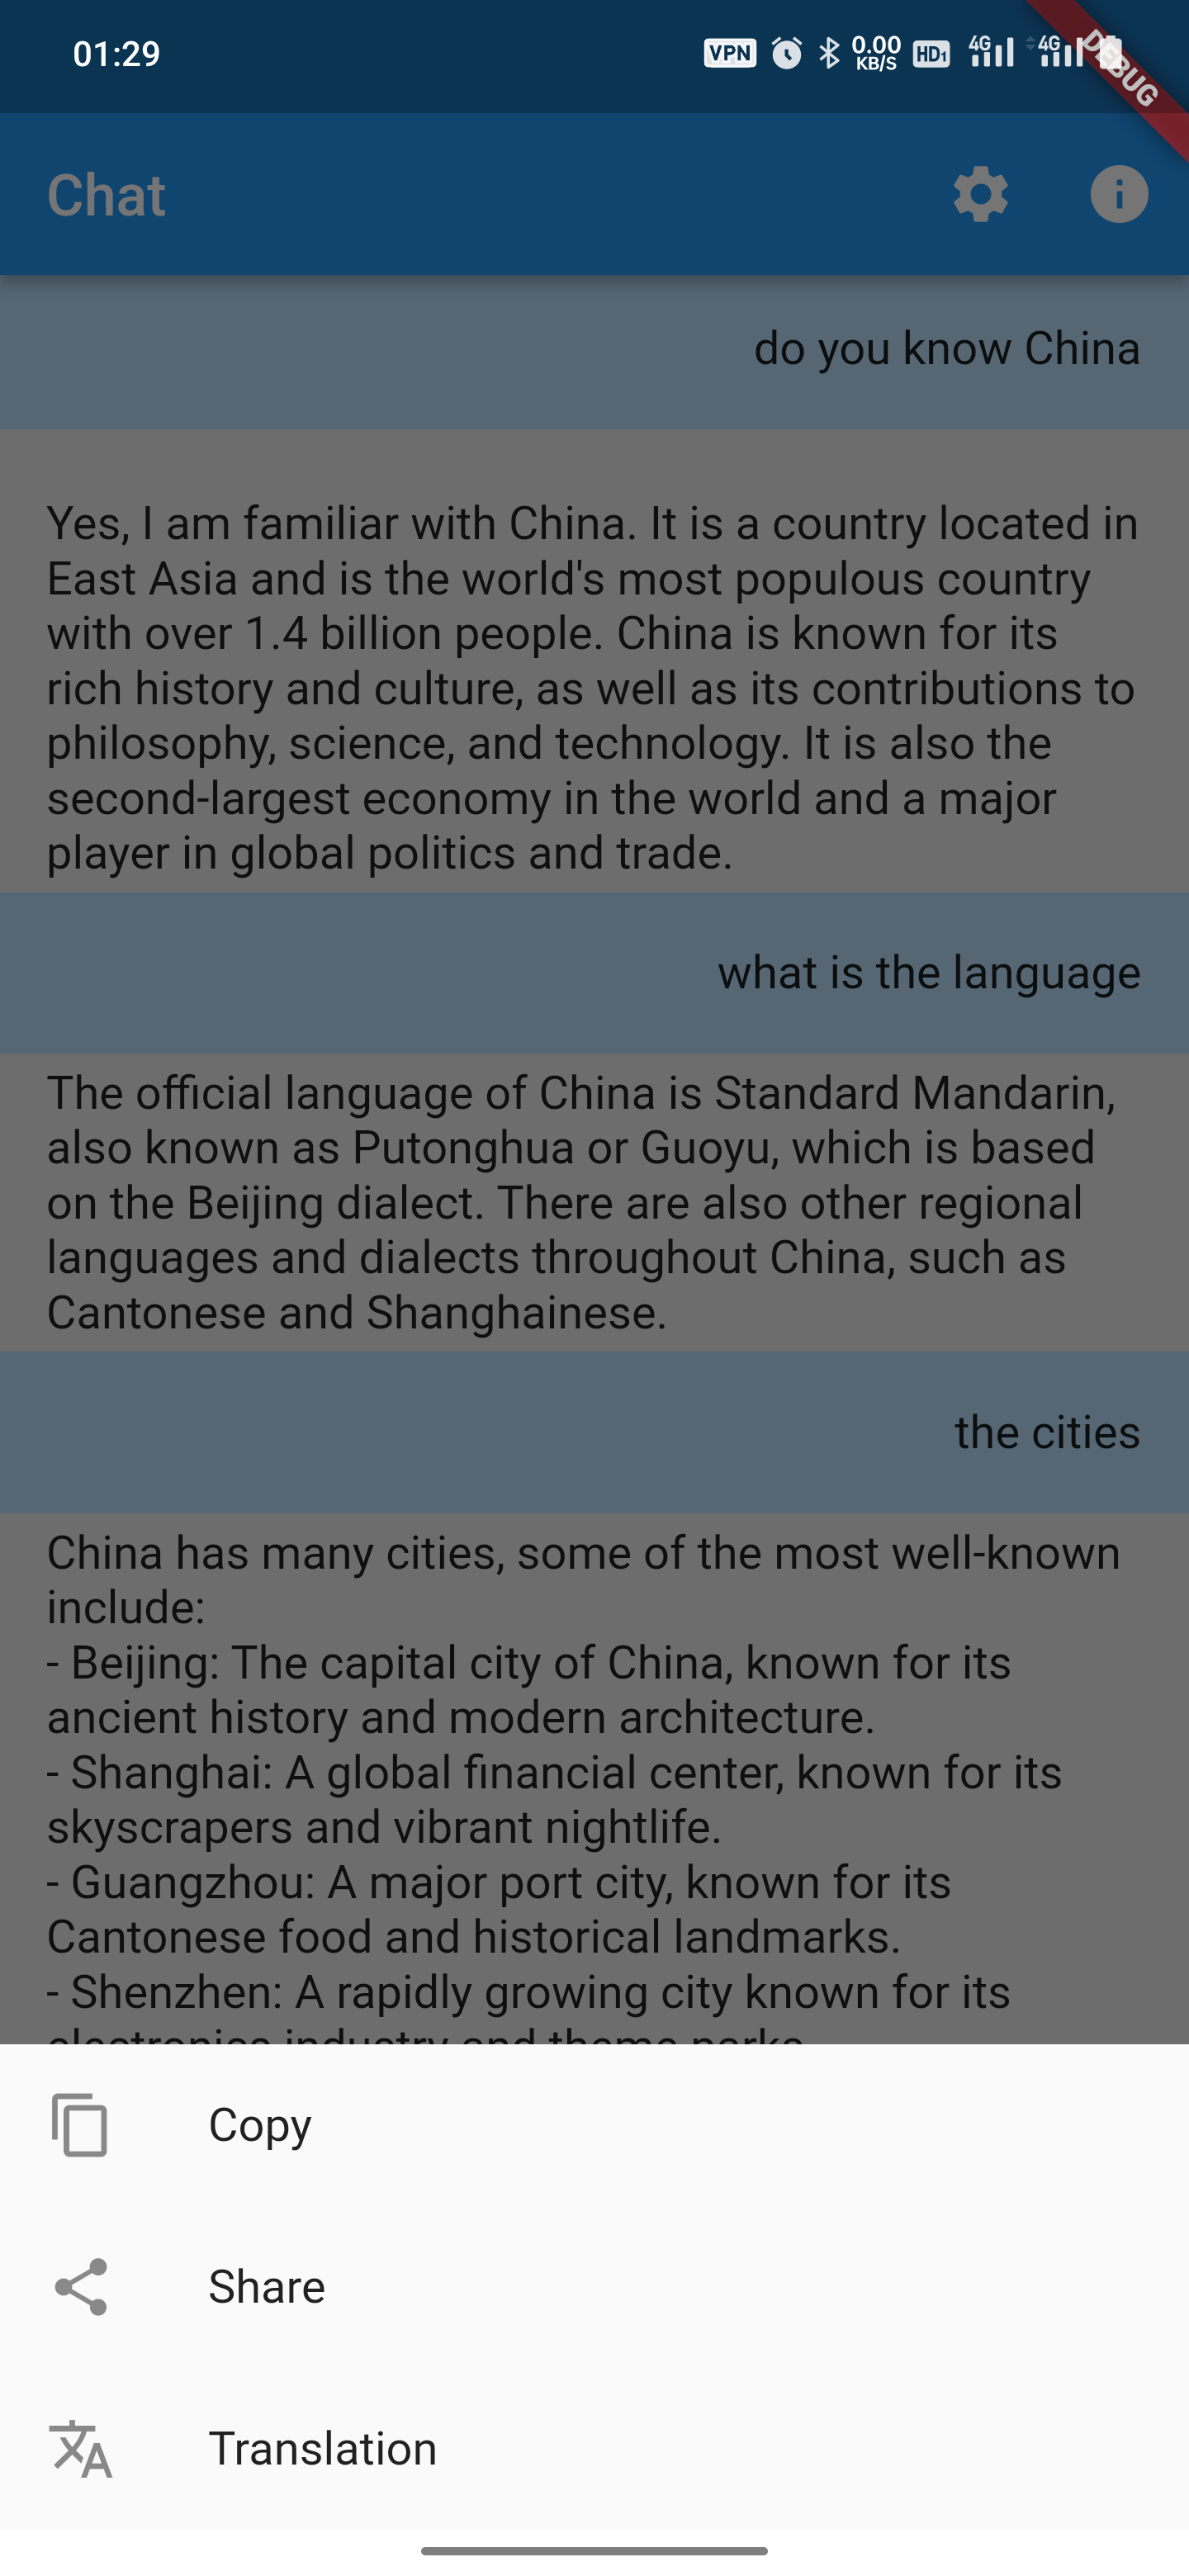 01:29
VPN
0.00
KB/S
HD1
4G
4G
DEBUG
Chat
do you know China
Yes, I am familiar with China. It is a country located in
East Asia and is the world's most populous country
with over 1.4 billion people. China is known for its
rich history and culture, as well as its contributions to
philosophy, science, and technology. It is also the
second-largest economy in the world and a major
player in global politics and trade.
what is the language
The official language of China is Standard Mandarin,
also known as Putonghua or Guoyu, which is based
on the Beijing dialect. There are also other regional
languages and dialects throughout China, such as
Cantonese and Shanghainese.
the cities
China has many cities, some of the most well-known
include:
- Beijing: The capital city of China, known for its
ancient history and modern architecture.
- Shanghai: A global financial center, known for its
skyscrapers and vibrant nightlife.
- Guangzhou: A major port city, known for its
Cantonese food and historical landmarks.
- Shenzhen: A rapidly growing city known for its
electronics industry and theme parks
Copy
Share
Translation